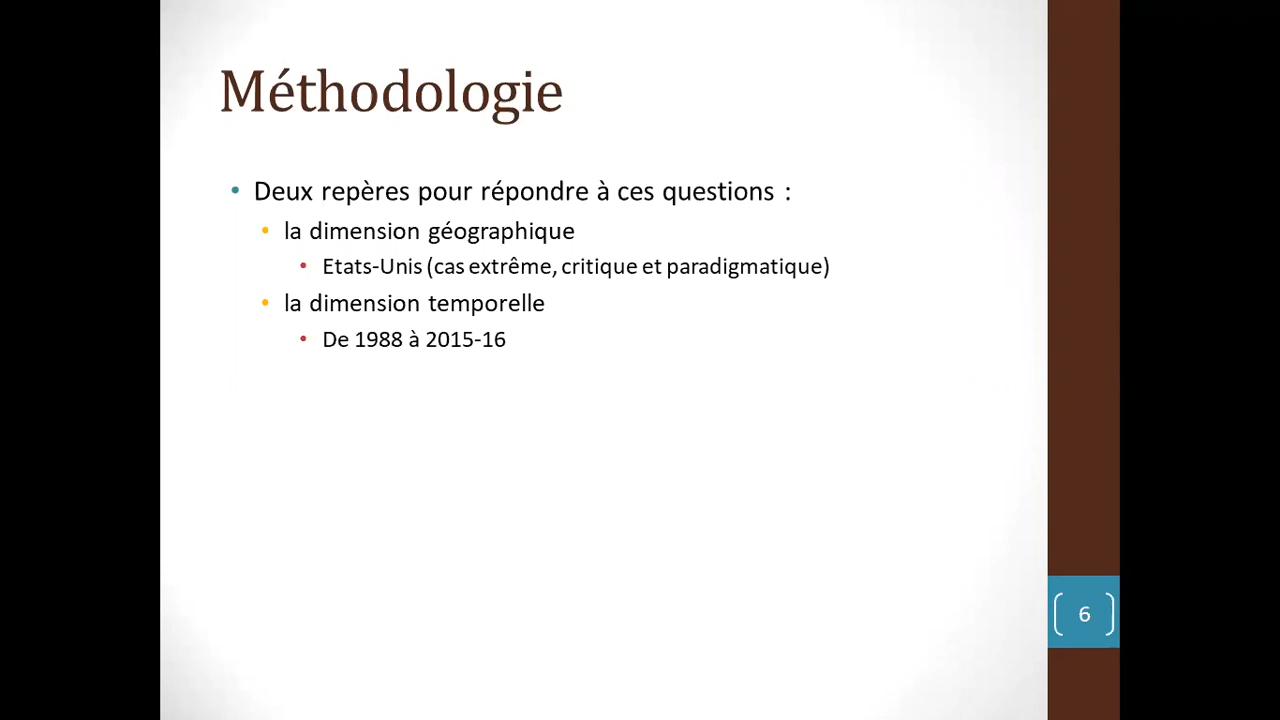 Méthodologie
• Deux repères pour répondre à ces questions :
• la dimension géographique
• Etats-Unis (cas extrême, critique et paradigmatique)
• la dimension temporelle
• De 1988 à 2015-16
6